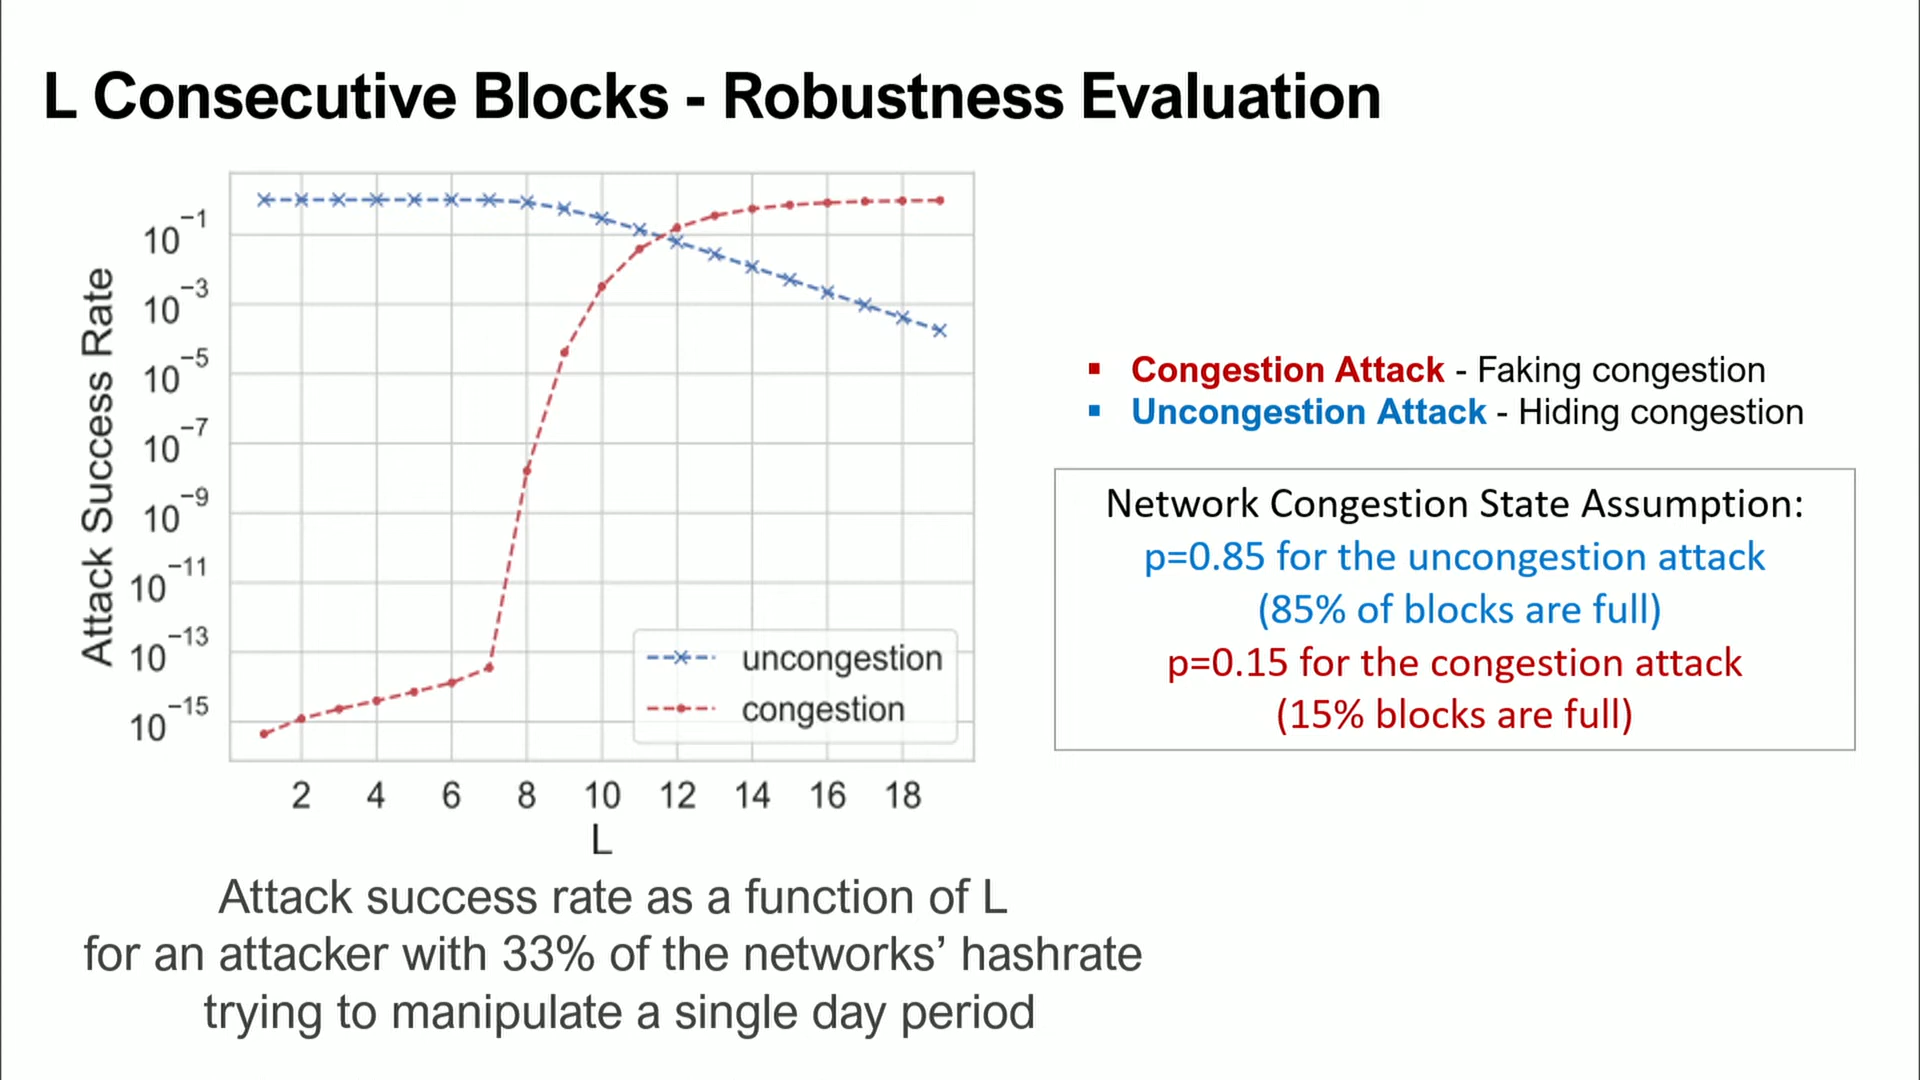 L Consecutive Blocks - Robustness Evaluation
Attack Success Rate
10^−1
10^−3
10^−5
10^−7
10^−9
10^−11
10^−13
10^−15
uncongestion
congestion
2 4 6 8 10 12 14 16 18
L
Attack success rate as a function of L
for an attacker with 33% of the networks’ hashrate
trying to manipulate a single day period
▪ Congestion Attack - Faking congestion
▪ Uncongestion Attack - Hiding congestion
Network Congestion State Assumption:
p=0.85 for the uncongestion attack
(85% of blocks are full)
p=0.15 for the congestion attack
(15% blocks are full)